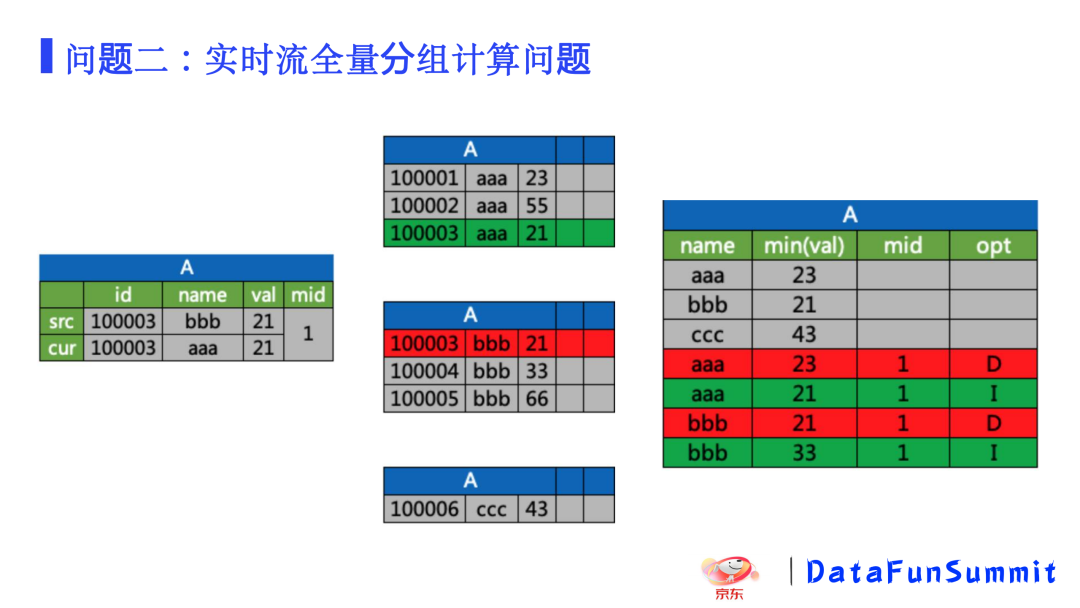 问题二：实时流全量分组计算问题
A
id name val mid
src 100003 bbb 21 1
cur 100003 aaa 21
A
100001 aaa 23
100002 aaa 55
100003 aaa 21
A
100003 bbb 21
100004 bbb 33
100005 bbb 66
A
100006 ccc 43
A
name min(val) mid opt
aaa 23
bbb 21
ccc 43
aaa 23 1 D
aaa 21 1 I
bbb 21 1 D
bbb 33 1 I
京东
DataFunSummit